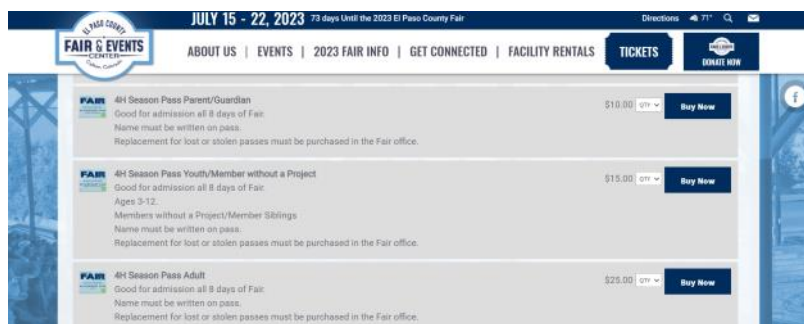 EL PASO COUNTY
FAIR & EVENTS
CENTER
Calhan, Colorado
JULY 15 - 22, 2023 73 days Until the 2023 El Paso County Fair
Directions 71°
ABOUT US | EVENTS | 2023 FAIR INFO | GET CONNECTED | FACILITY RENTALS
TICKETS
DONATE NOW
FAIR
4H Season Pass Parent/Guardian
$10.00 QTY Buy Now
Good for admission all 8 days of Fair.
Name must be written on pass.
Replacement for lost or stolen passes must be purchased in the Fair office.
FAIR
4H Season Pass Youth/Member without a Project
$15.00 QTY Buy Now
Good for admission all 8 days of Fair.
Ages 3-12.
Members without a Project/Member Siblings
Name must be written on pass.
Replacement for lost or stolen passes must be purchased in the Fair office.
FAIR
4H Season Pass Adult
$25.00 QTY Buy Now
Good for admission all 8 days of Fair.
Name must be written on pass.
Replacement for lost or stolen passes must be purchased in the Fair office.